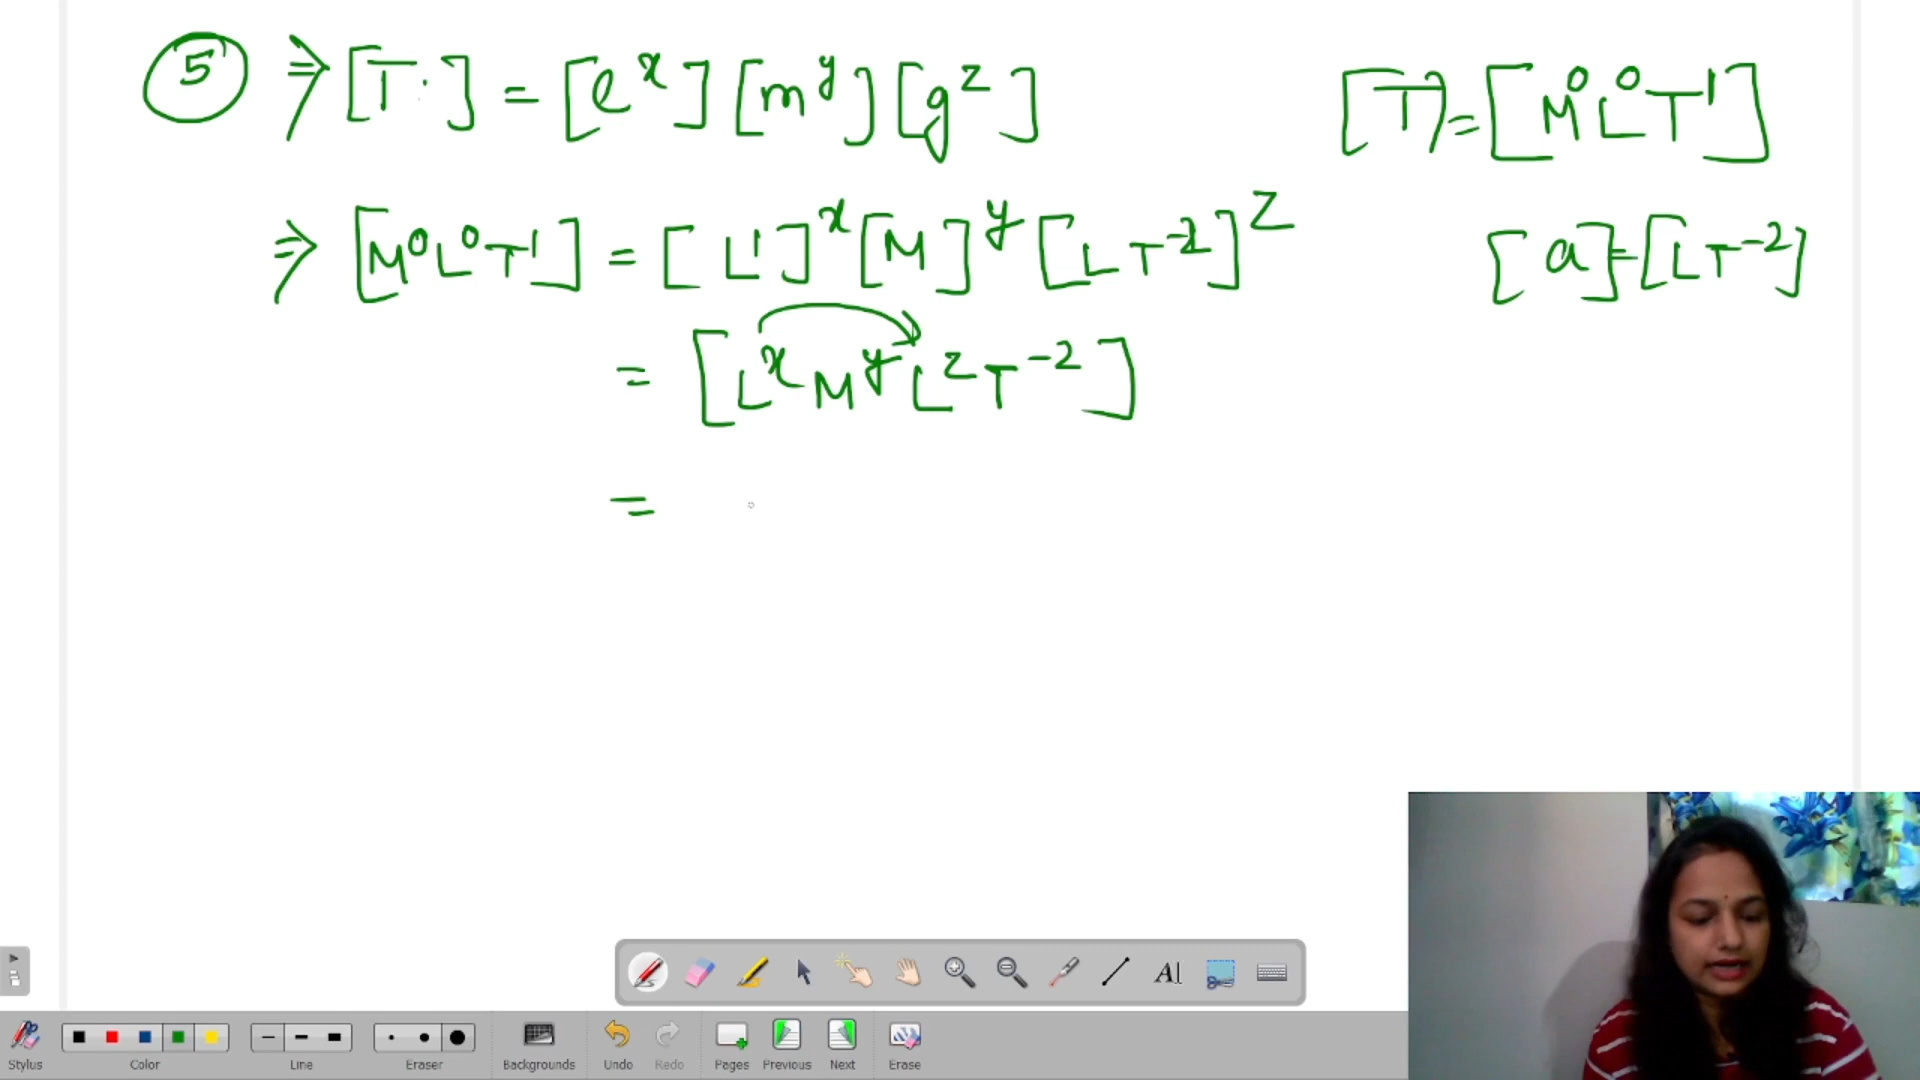 5 ⇒ [T.] = [l^x] [m^y] [g^z]
[T] = [M^0 L^0 T^1]
⇒ [M^0 L^0 T^1] = [L^1]^x [M]^y [L T^-2]^z
[a] = [L T^-2]
= [L^x M^y L^z T^-2]
=
AI
Stylus
Color
Line
Eraser
Backgrounds
Undo
Redo
Pages
Previous
Next
Erase